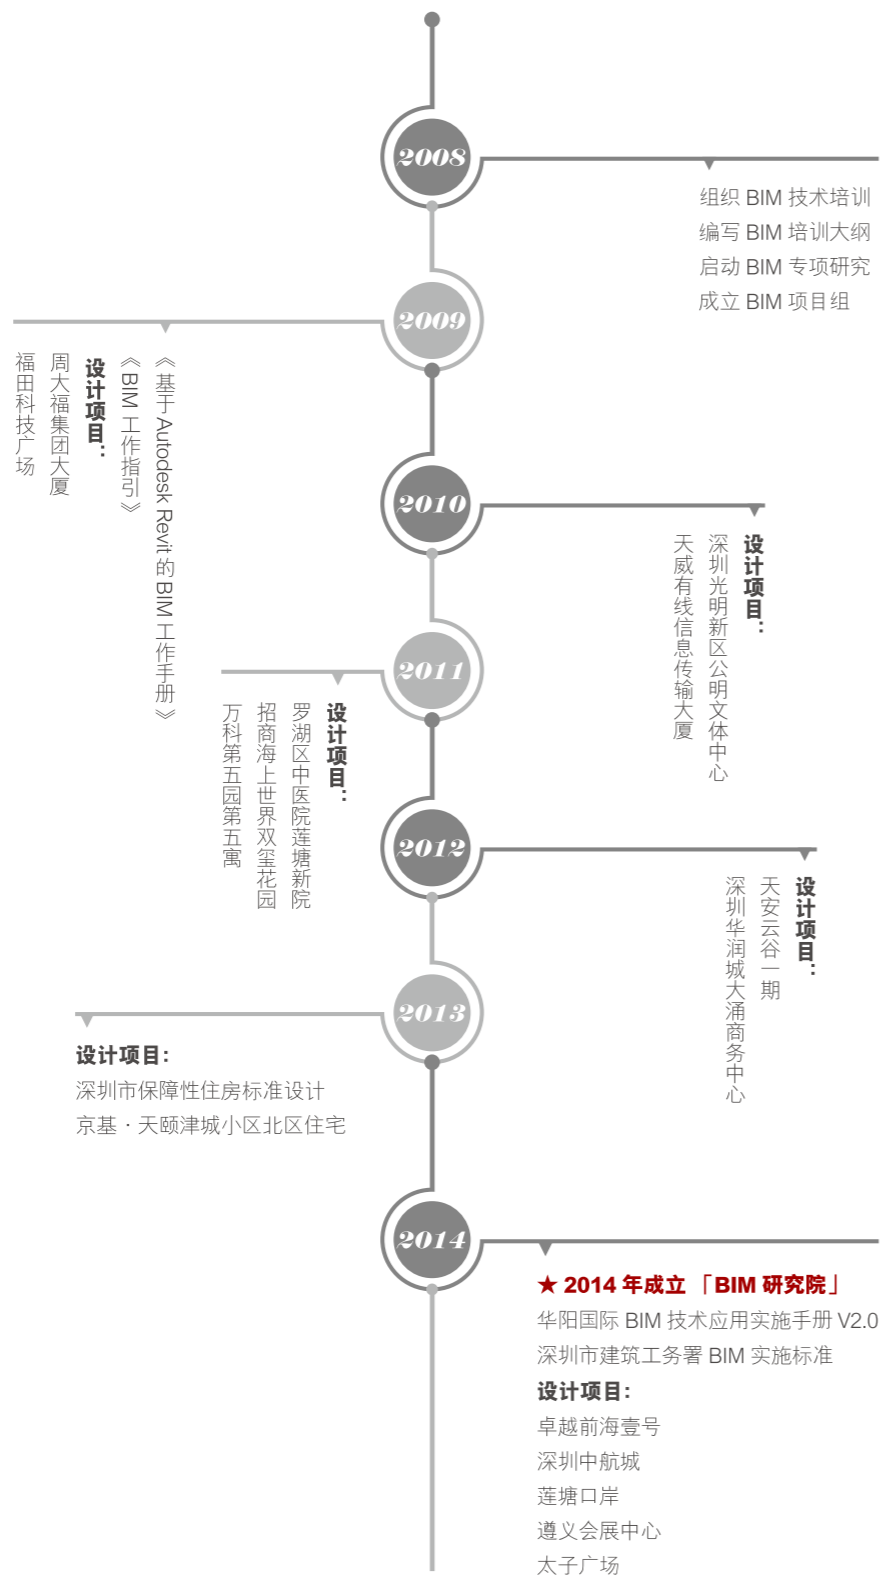 2008
组织 BIM 技术培训
编写 BIM 培训大纲
启动 BIM 专项研究
成立 BIM 项目组
2009
《基于 Autodesk Revit 的 BIM 工作手册》
《BIM 工作指引》
设计项目：
周大福集团大厦
福田科技广场
2010
设计项目：
深圳光明新区公明文体中心
天威有线信息传输大厦
2011
设计项目：
罗湖区中医院莲塘新院
招商海上世界双玺花园
万科第五园第五寓
2012
设计项目：
天安云谷一期
深圳华润城大涌商务中心
2013
设计项目：
深圳市保障性住房标准设计
京基·天颐津城小区北区住宅
2014
★ 2014 年成立「BIM 研究院」
华阳国际 BIM 技术应用实施手册 V2.0
深圳市建筑工务署 BIM 实施标准
设计项目：
卓越前海壹号
深圳中航城
莲塘口岸
遵义会展中心
太子广场